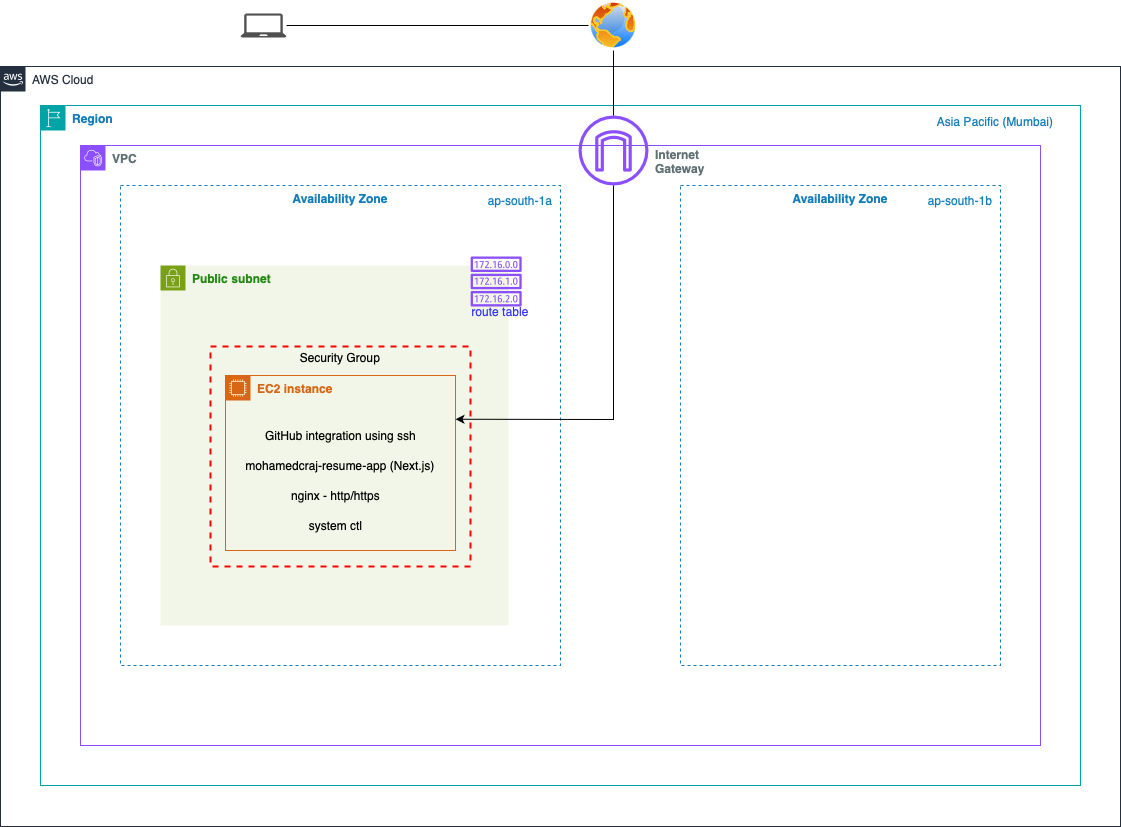 aws
AWS Cloud
Region
Asia Pacific (Mumbai)
VPC
Internet
Gateway
Availability Zone
ap-south-1a
Availability Zone
ap-south-1b
Public subnet
172.16.0.0
172.16.1.0
172.16.2.0
route table
Security Group
EC2 instance
GitHub integration using ssh
mohamedcraj-resume-app (Next.js)
nginx - http/https
system ctl